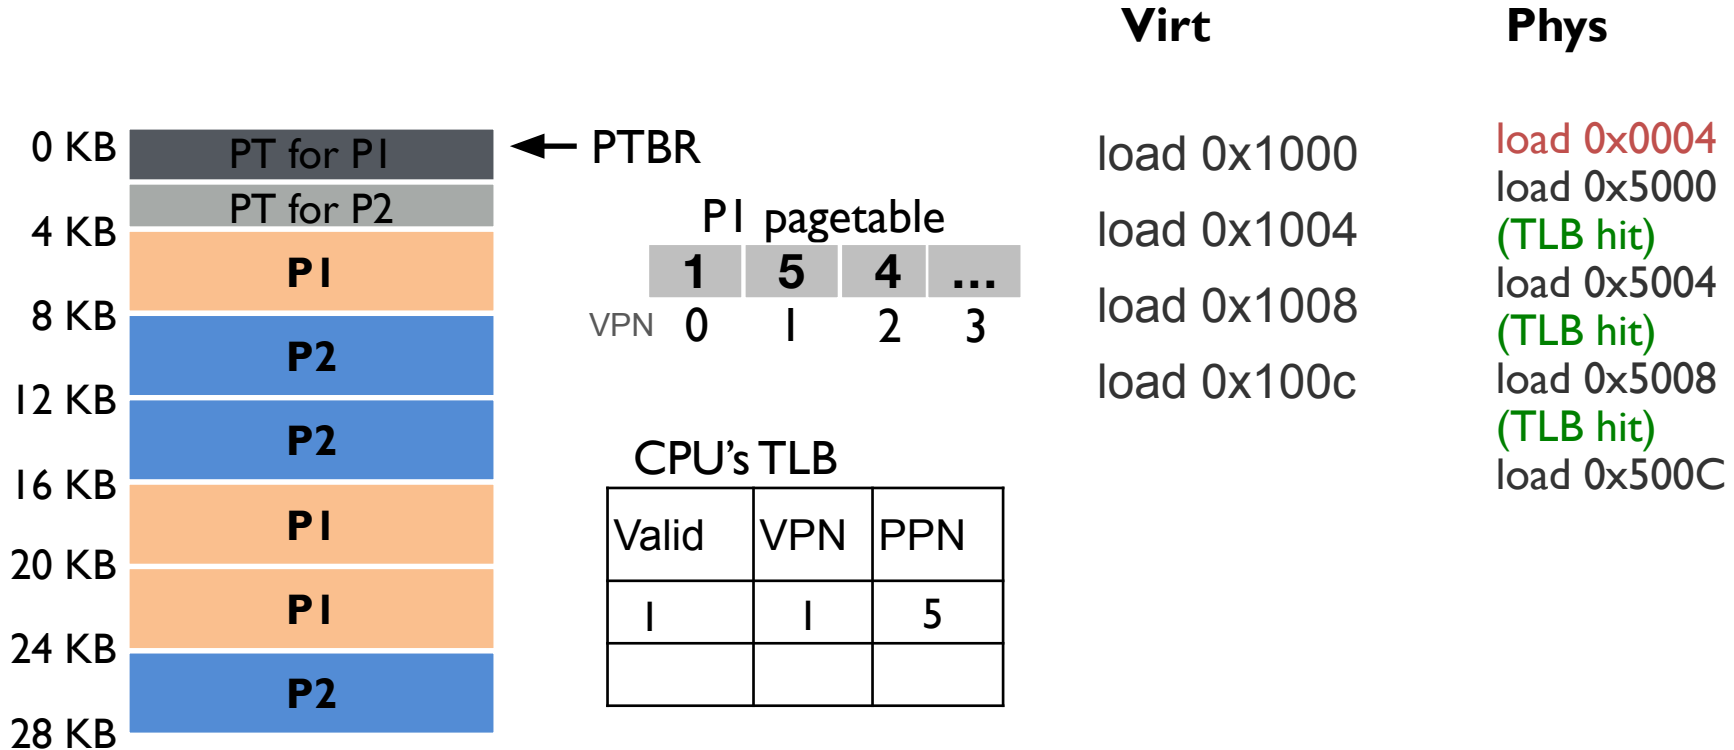 Virt
Phys
0 KB
PT for P1
PTBR
PT for P2
4 KB
P1
8 KB
P2
12 KB
P2
16 KB
P1
20 KB
P1
24 KB
P2
28 KB
P1 pagetable
1 5 4 ...
VPN 0 1 2 3
CPU's TLB
Valid VPN PPN
1 1 5
load 0x1000
load 0x1004
load 0x1008
load 0x100c
load 0x0004
load 0x5000
(TLB hit)
load 0x5004
(TLB hit)
load 0x5008
(TLB hit)
load 0x500C